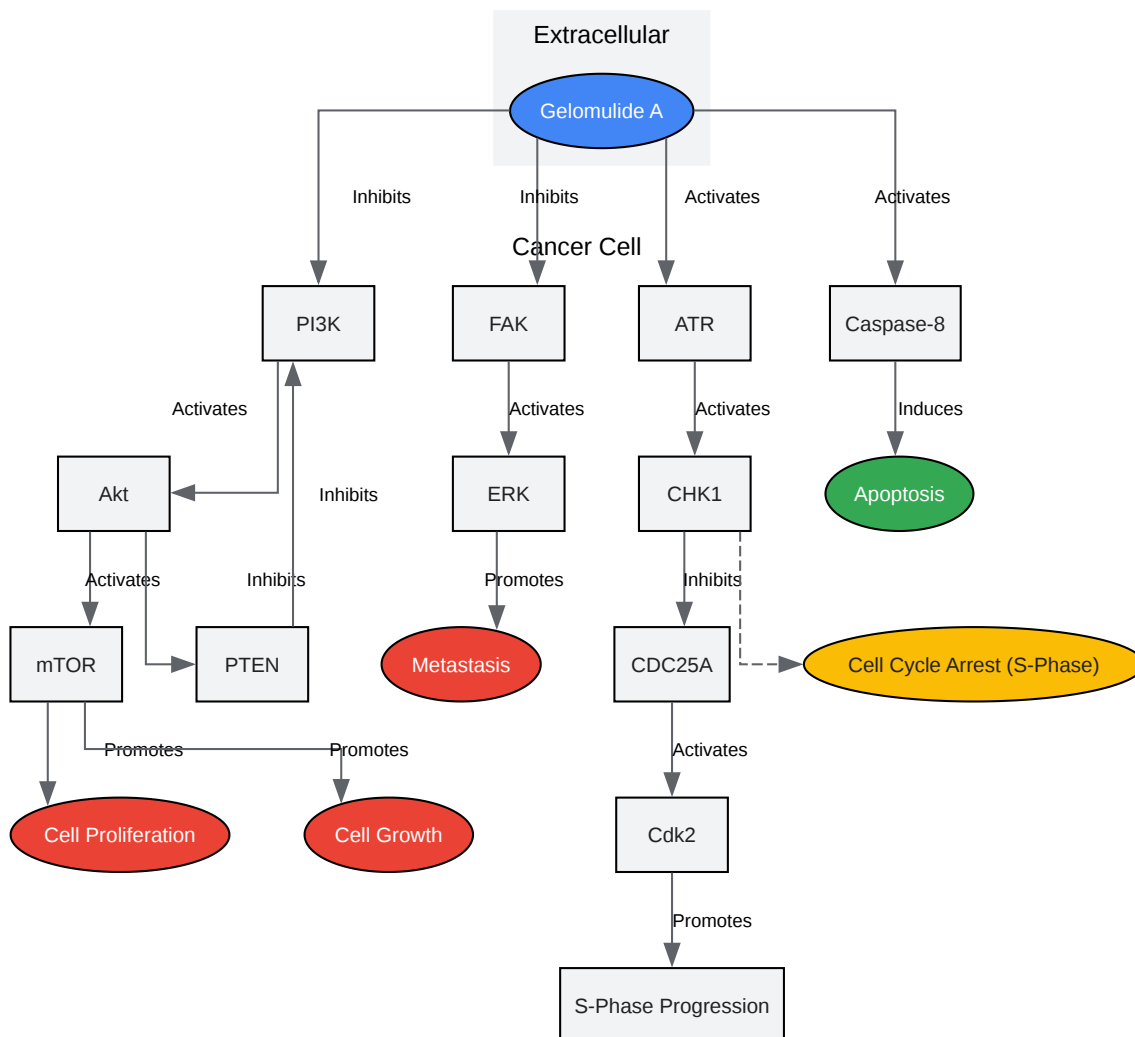 Extracellular
Gelomulide A
Inhibits
Inhibits
Activates
Activates
Cancer Cell
PI3K
FAK
ATR
Caspase-8
Activates
Activates
Activates
Induces
Akt
Inhibits
ERK
CHK1
Apoptosis
Activates
Inhibits
Promotes
Inhibits
mTOR
PTEN
Metastasis
CDC25A
Cell Cycle Arrest (S-Phase)
Promotes
Promotes
Activates
Cell Proliferation
Cell Growth
Cdk2
Promotes
S-Phase Progression